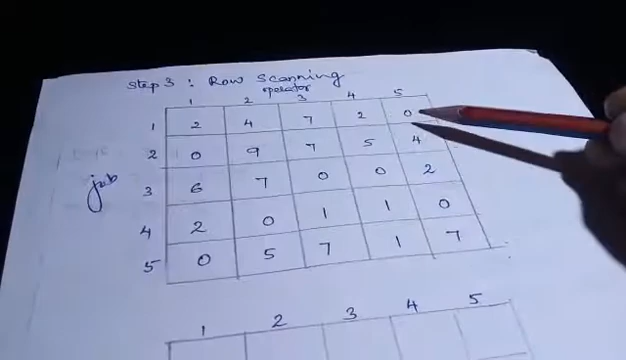 Step 3 : Row Scanning
operator
1 2 3 4 5
1 2 4 7 2 0
2 0 9 7 5 4
job
3 6 7 0 0 2
4 2 0 1 1 0
5 0 5 7 1 7
1 2 3 4 5